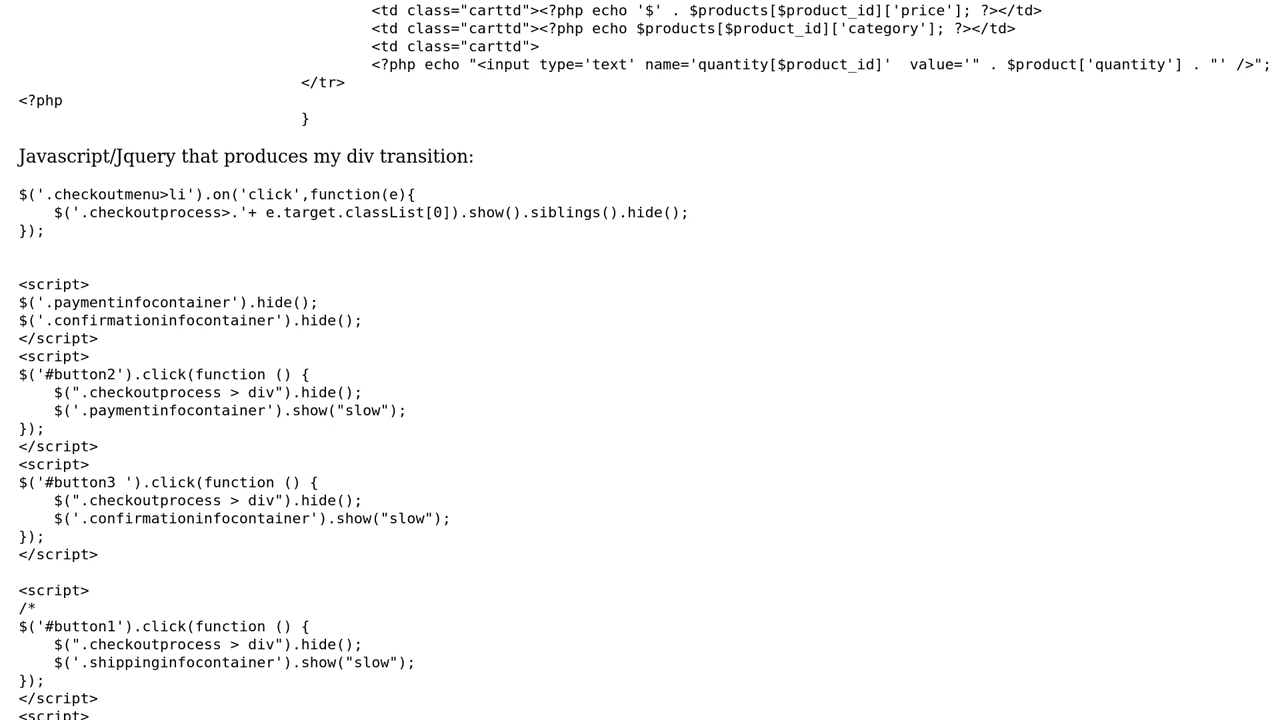 <td class="carttd"><?php echo '$' . $products[$product_id]['price']; ?></td>
<td class="carttd"><?php echo $products[$product_id]['category']; ?></td>
<td class="carttd">
<?php echo "<input type='text' name='quantity[$product_id]'  value='" . $product['quantity'] . "' />";
</tr>
<?php
}
Javascript/Jquery that produces my div transition:
$('.checkoutmenu>li').on('click',function(e){
    $('.checkoutprocess>.'+ e.target.classList[0]).show().siblings().hide();
});
<script>
$('.paymentinfocontainer').hide();
$('.confirmationinfocontainer').hide();
</script>
<script>
$('#button2').click(function () {
    $(".checkoutprocess > div").hide();
    $('.paymentinfocontainer').show("slow");
});
</script>
<script>
$('#button3 ').click(function () {
    $(".checkoutprocess > div").hide();
    $('.confirmationinfocontainer').show("slow");
});
</script>
<script>
/*
$('#button1').click(function () {
    $(".checkoutprocess > div").hide();
    $('.shippinginfocontainer').show("slow");
});
</script>
<script>